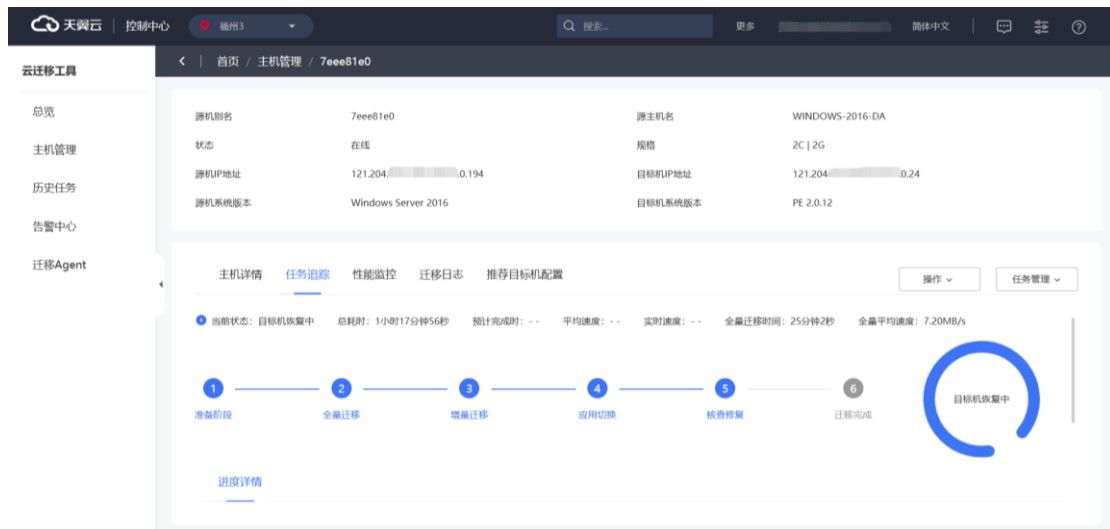 天翼云 控制中心 福州3 搜索... 更多 简体中文
云迁移工具
首页 / 主机管理 / 7eee81e0
总览
主机管理
历史任务
告警中心
迁移Agent
源机别名 7eee81e0 源主机名 WINDOWS-2016-DA
状态 在线 规格 2C | 2G
源机IP地址 121.204. .0.194 目标机IP地址 121.204 .0.24
源机系统版本 Windows Server 2016 目标机系统版本 PE 2.0.12
主机详情 任务追踪 性能监控 迁移日志 推荐目标机配置 操作 任务管理
当前状态：目标机恢复中 总耗时：1小时17分钟56秒 预计完成时：- - 平均速度：- - 实时速度：- - 全量迁移时间：25分钟2秒 全量平均速度：7.20MB/s
1 2 3 4 5 6
准备阶段 全量迁移 增量迁移 应用切换 核查修复 迁移完成
目标机恢复中
进度详情